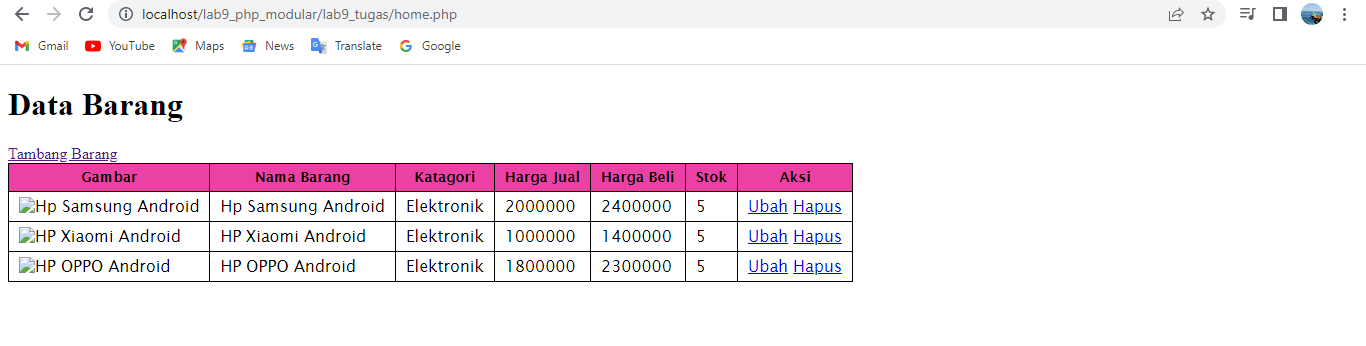 localhost/lab9_php_modular/lab9_tugas/home.php
Gmail YouTube Maps News Translate Google
Data Barang
Tambang Barang
Gambar Nama Barang Katagori Harga Jual Harga Beli Stok Aksi
Hp Samsung Android Hp Samsung Android Elektronik 2000000 2400000 5 Ubah Hapus
HP Xiaomi Android HP Xiaomi Android Elektronik 1000000 1400000 5 Ubah Hapus
HP OPPO Android HP OPPO Android Elektronik 1800000 2300000 5 Ubah Hapus